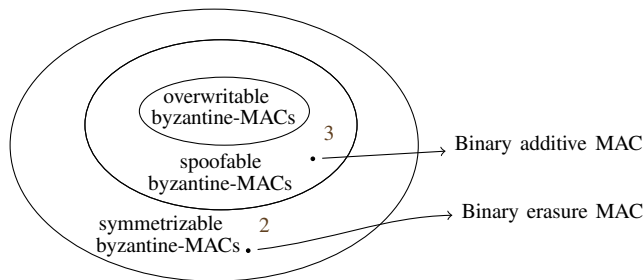 overwritable
byzantine-MACs
3
Binary additive MAC
spoofable
byzantine-MACs
symmetrizable
byzantine-MACs
2
Binary erasure MAC